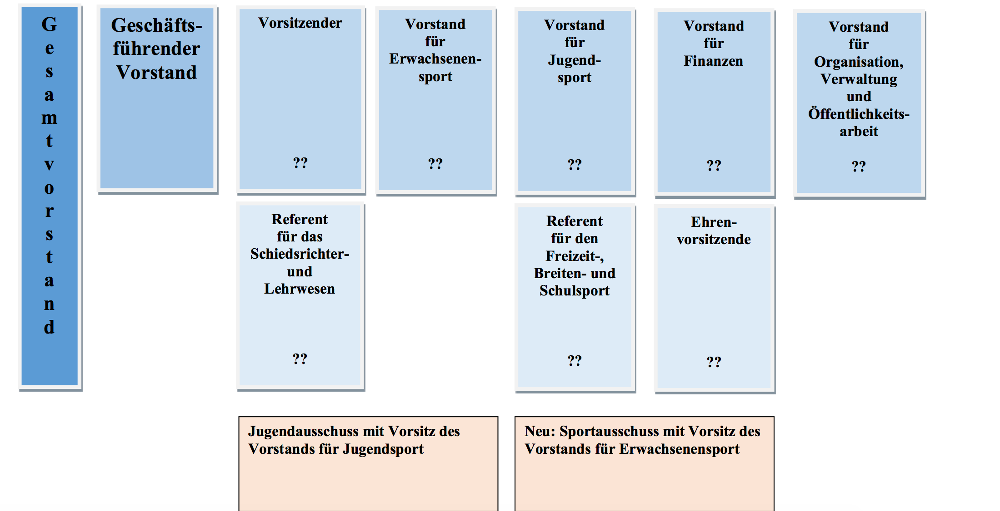 G
e
s
a
m
t
v
o
r
s
t
a
n
d
Geschäfts-
führender
Vorstand
Vorsitzender
??
Vorstand
für
Erwachsenen-
sport
??
Vorstand
für
Jugend-
sport
??
Vorstand
für
Finanzen
??
Vorstand
für
Organisation,
Verwaltung
und
Öffentlichkeits-
arbeit
??
Referent
für das
Schiedsrichter-
und
Lehrwesen
??
Referent
für den
Freizeit-,
Breiten- und
Schulsport
??
Ehren-
vorsitzende
??
Jugendausschuss mit Vorsitz des
Vorstands für Jugendsport
Neu: Sportausschuss mit Vorsitz des
Vorstands für Erwachsenensport